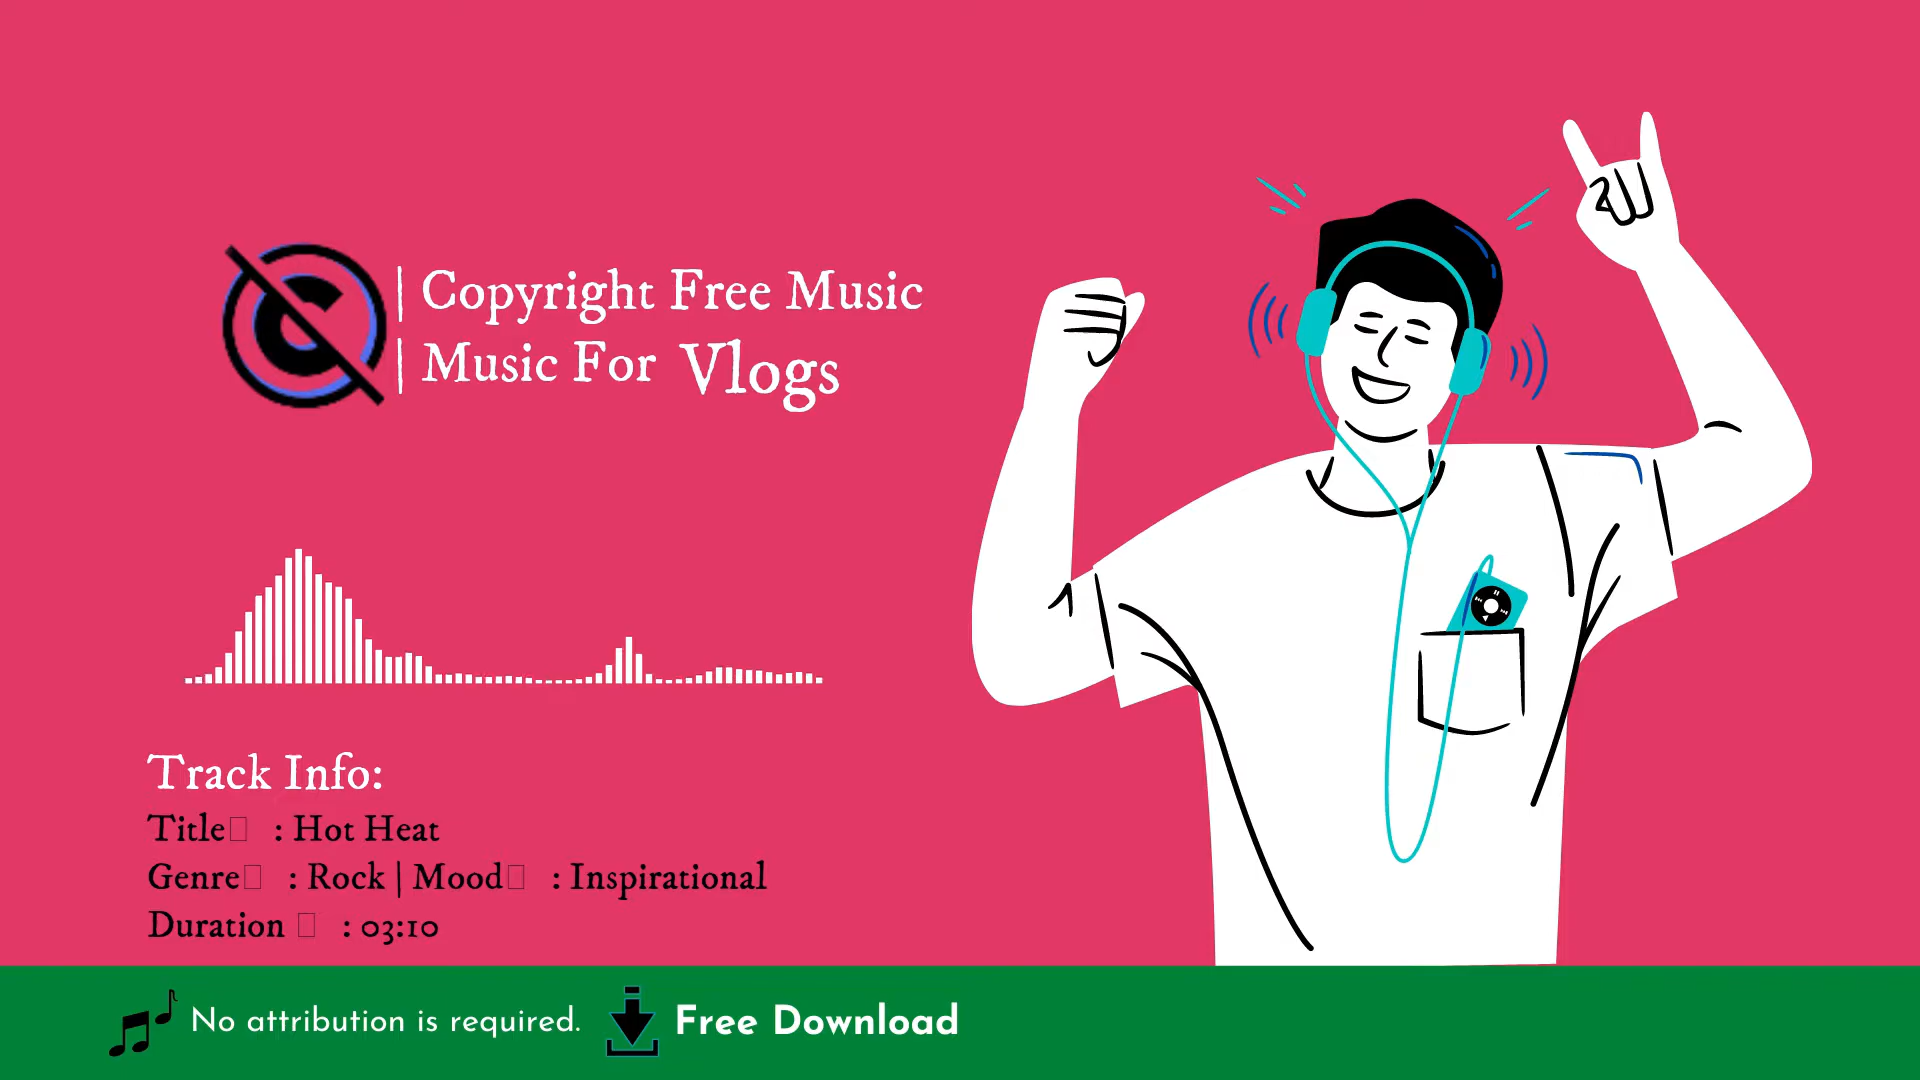 | Copyright Free Music
| Music For Vlogs
Track Info:
Title : Hot Heat
Genre : Rock | Mood : Inspirational
Duration : 03:10
No attribution is required. Free Download